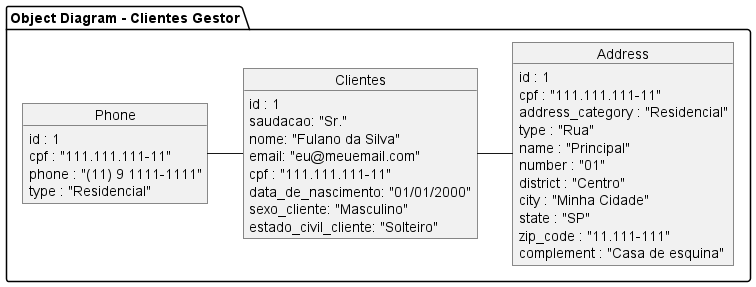 Object Diagram - Clientes Gestor
Phone
id : 1
cpf : "111.111.111-11"
phone : "(11) 9 1111-1111"
type : "Residencial"
Clientes
id : 1
saudacao: "Sr."
nome: "Fulano da Silva"
email: "eu@meuemail.com"
cpf : "111.111.111-11"
data_de_nascimento: "01/01/2000"
sexo_cliente: "Masculino"
estado_civil_cliente: "Solteiro"
Address
id : 1
cpf : "111.111.111-11"
address_category : "Residencial"
type : "Rua"
name : "Principal"
number : "01"
district : "Centro"
city : "Minha Cidade"
state : "SP"
zip_code : "11.111-111"
complement : "Casa de esquina"